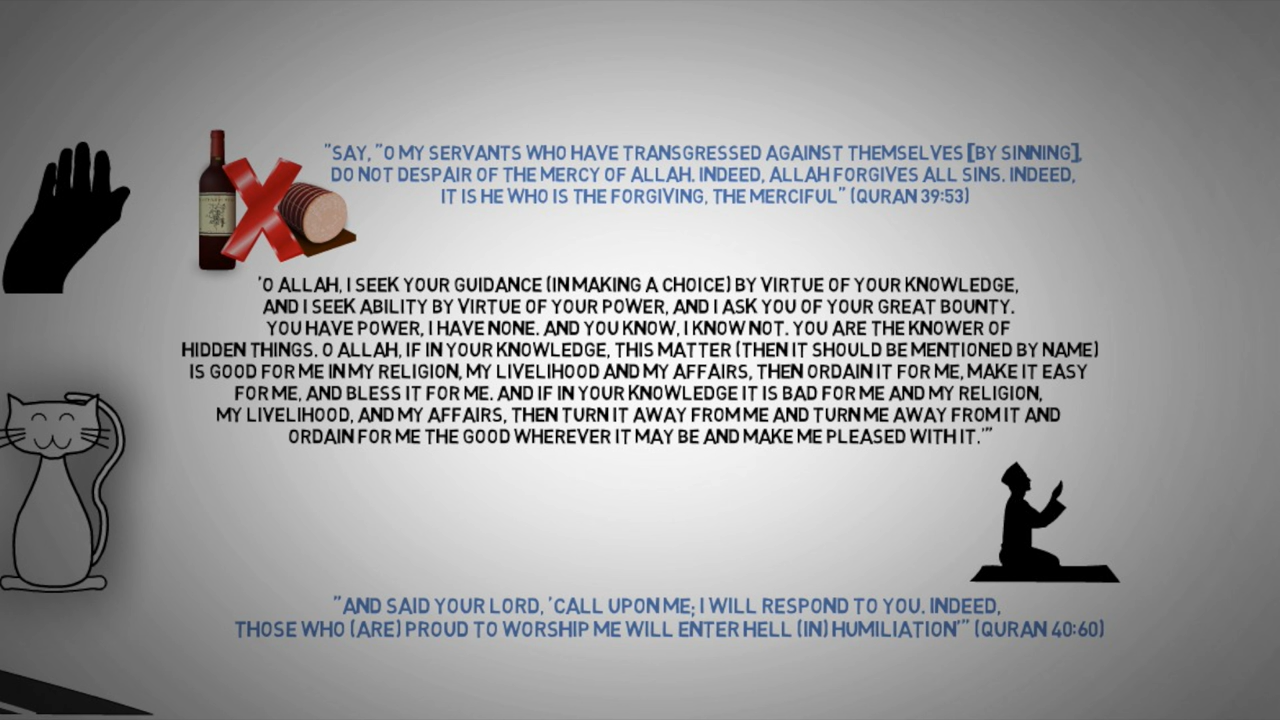 "SAY, "O MY SERVANTS WHO HAVE TRANSGRESSED AGAINST THEMSELVES [BY SINNING],
DO NOT DESPAIR OF THE MERCY OF ALLAH. INDEED, ALLAH FORGIVES ALL SINS. INDEED,
IT IS HE WHO IS THE FORGIVING, THE MERCIFUL" (QURAN 39:53)
'O ALLAH, I SEEK YOUR GUIDANCE (IN MAKING A CHOICE) BY VIRTUE OF YOUR KNOWLEDGE,
AND I SEEK ABILITY BY VIRTUE OF YOUR POWER, AND I ASK YOU OF YOUR GREAT BOUNTY.
YOU HAVE POWER, I HAVE NONE. AND YOU KNOW, I KNOW NOT. YOU ARE THE KNOWER OF
HIDDEN THINGS. O ALLAH, IF IN YOUR KNOWLEDGE, THIS MATTER (THEN IT SHOULD BE MENTIONED BY NAME)
IS GOOD FOR ME IN MY RELIGION, MY LIVELIHOOD AND MY AFFAIRS, THEN ORDAIN IT FOR ME, MAKE IT EASY
FOR ME, AND BLESS IT FOR ME. AND IF IN YOUR KNOWLEDGE IT IS BAD FOR ME AND MY RELIGION,
MY LIVELIHOOD, AND MY AFFAIRS, THEN TURN IT AWAY FROM ME AND TURN ME AWAY FROM IT AND
ORDAIN FOR ME THE GOOD WHEREVER IT MAY BE AND MAKE ME PLEASED WITH IT.'"
"AND SAID YOUR LORD, 'CALL UPON ME; I WILL RESPOND TO YOU. INDEED,
THOSE WHO (ARE) PROUD TO WORSHIP ME WILL ENTER HELL (IN) HUMILIATION'" (QURAN 40:60)